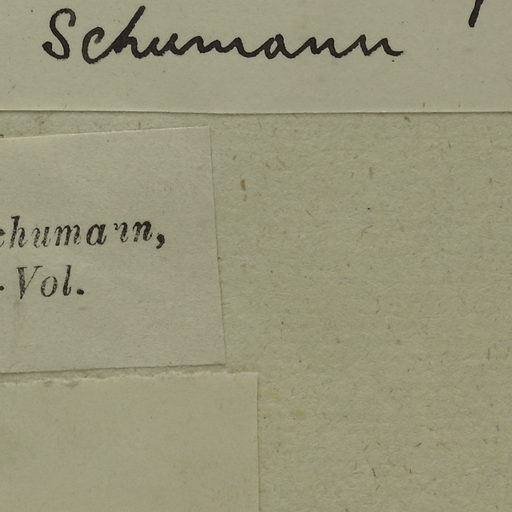 Schumann
chumann,
. Vol.